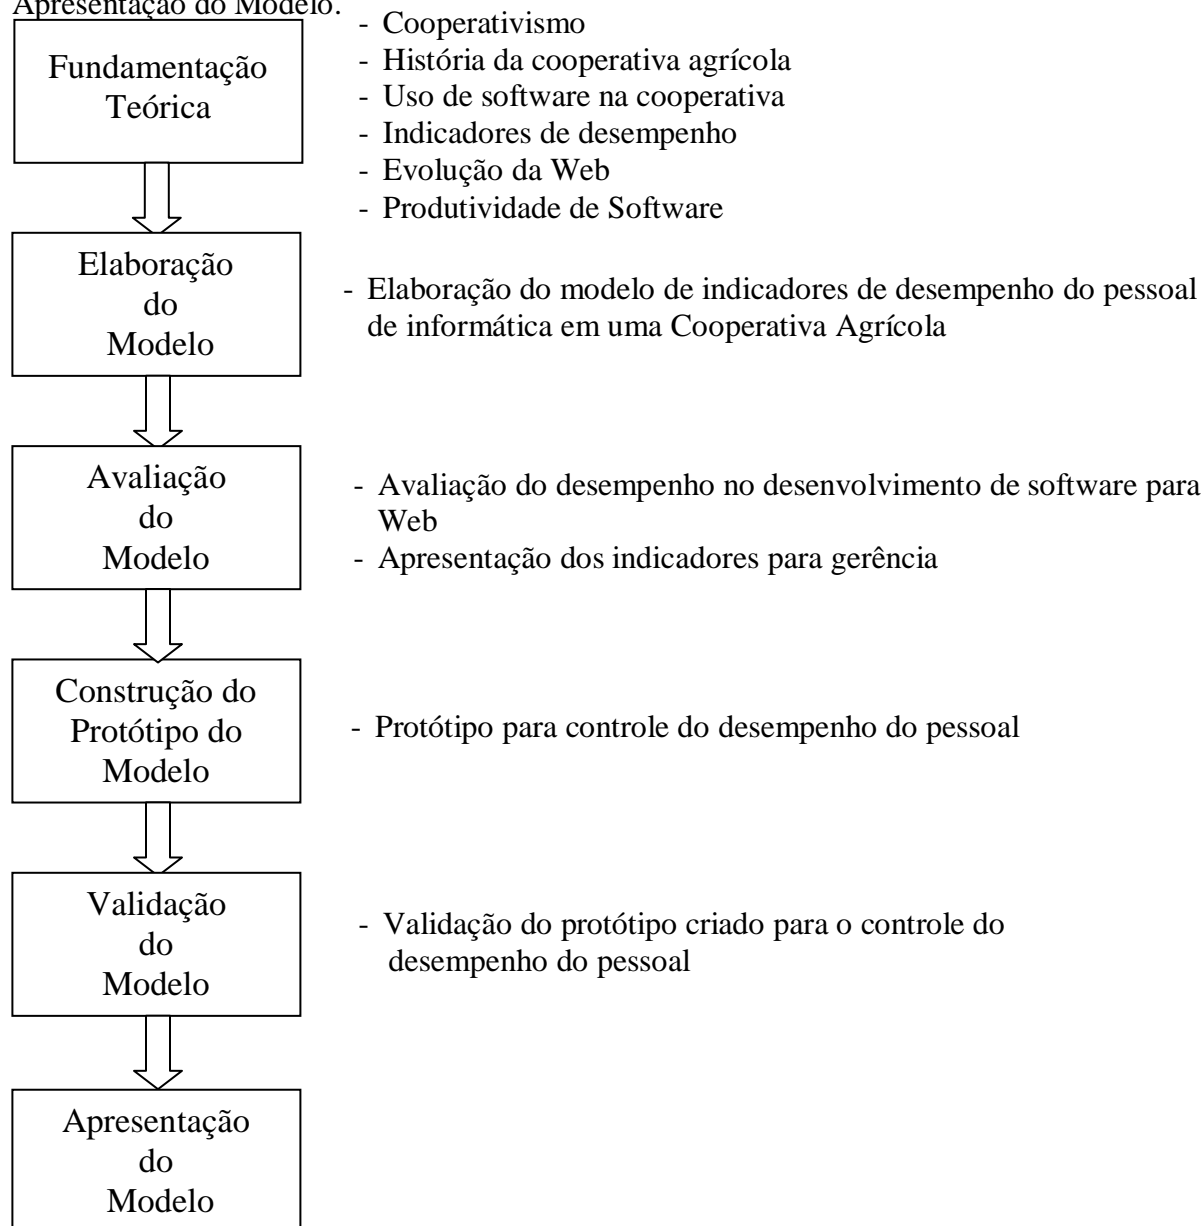 Apresentação do Modelo.
Fundamentação
Teórica
- Cooperativismo
- História da cooperativa agrícola
- Uso de software na cooperativa
- Indicadores de desempenho
- Evolução da Web
- Produtividade de Software
Elaboração
do
Modelo
- Elaboração do modelo de indicadores de desempenho do pessoal
de informática em uma Cooperativa Agrícola
Avaliação
do
Modelo
- Avaliação do desempenho no desenvolvimento de software para
Web
- Apresentação dos indicadores para gerência
Construção do
Protótipo do
Modelo
- Protótipo para controle do desempenho do pessoal
Validação
do
Modelo
- Validação do protótipo criado para o controle do
desempenho do pessoal
Apresentação
do
Modelo